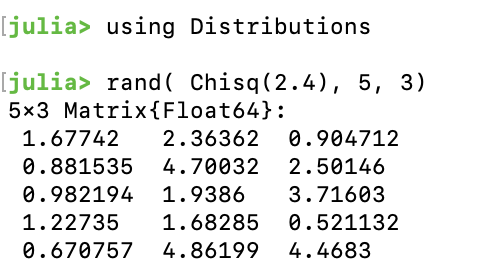 julia> using Distributions
julia> rand( Chisq(2.4), 5, 3)
5×3 Matrix{Float64}:
1.67742   2.36362  0.904712
0.881535  4.70032  2.50146
0.982194  1.9386   3.71603
1.22735   1.68285  0.521132
0.670757  4.86199  4.4683